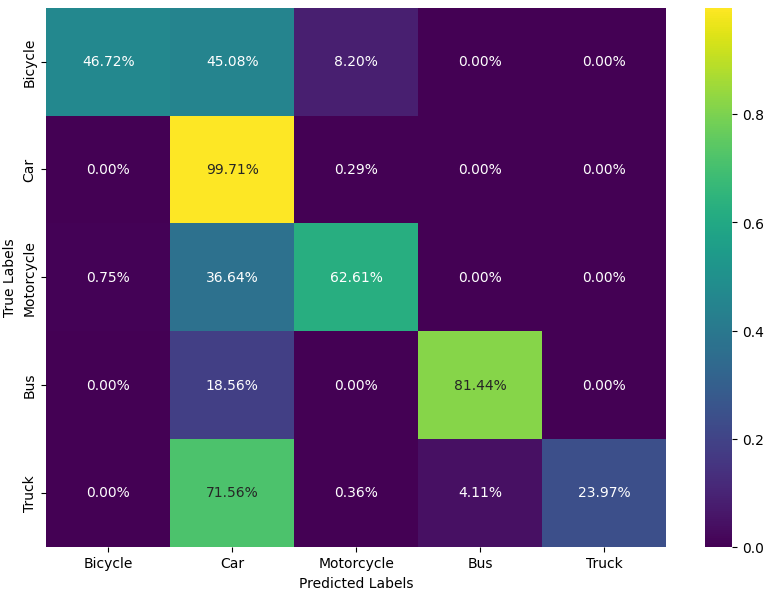 Bicycle 46.72% 45.08% 8.20% 0.00% 0.00%
Car 0.00% 99.71% 0.29% 0.00% 0.00%
Motorcycle 0.75% 36.64% 62.61% 0.00% 0.00%
Bus 0.00% 18.56% 0.00% 81.44% 0.00%
Truck 0.00% 71.56% 0.36% 4.11% 23.97%
True Labels
Bicycle Car Motorcycle Bus Truck
Predicted Labels
0.8
0.6
0.4
0.2
0.0